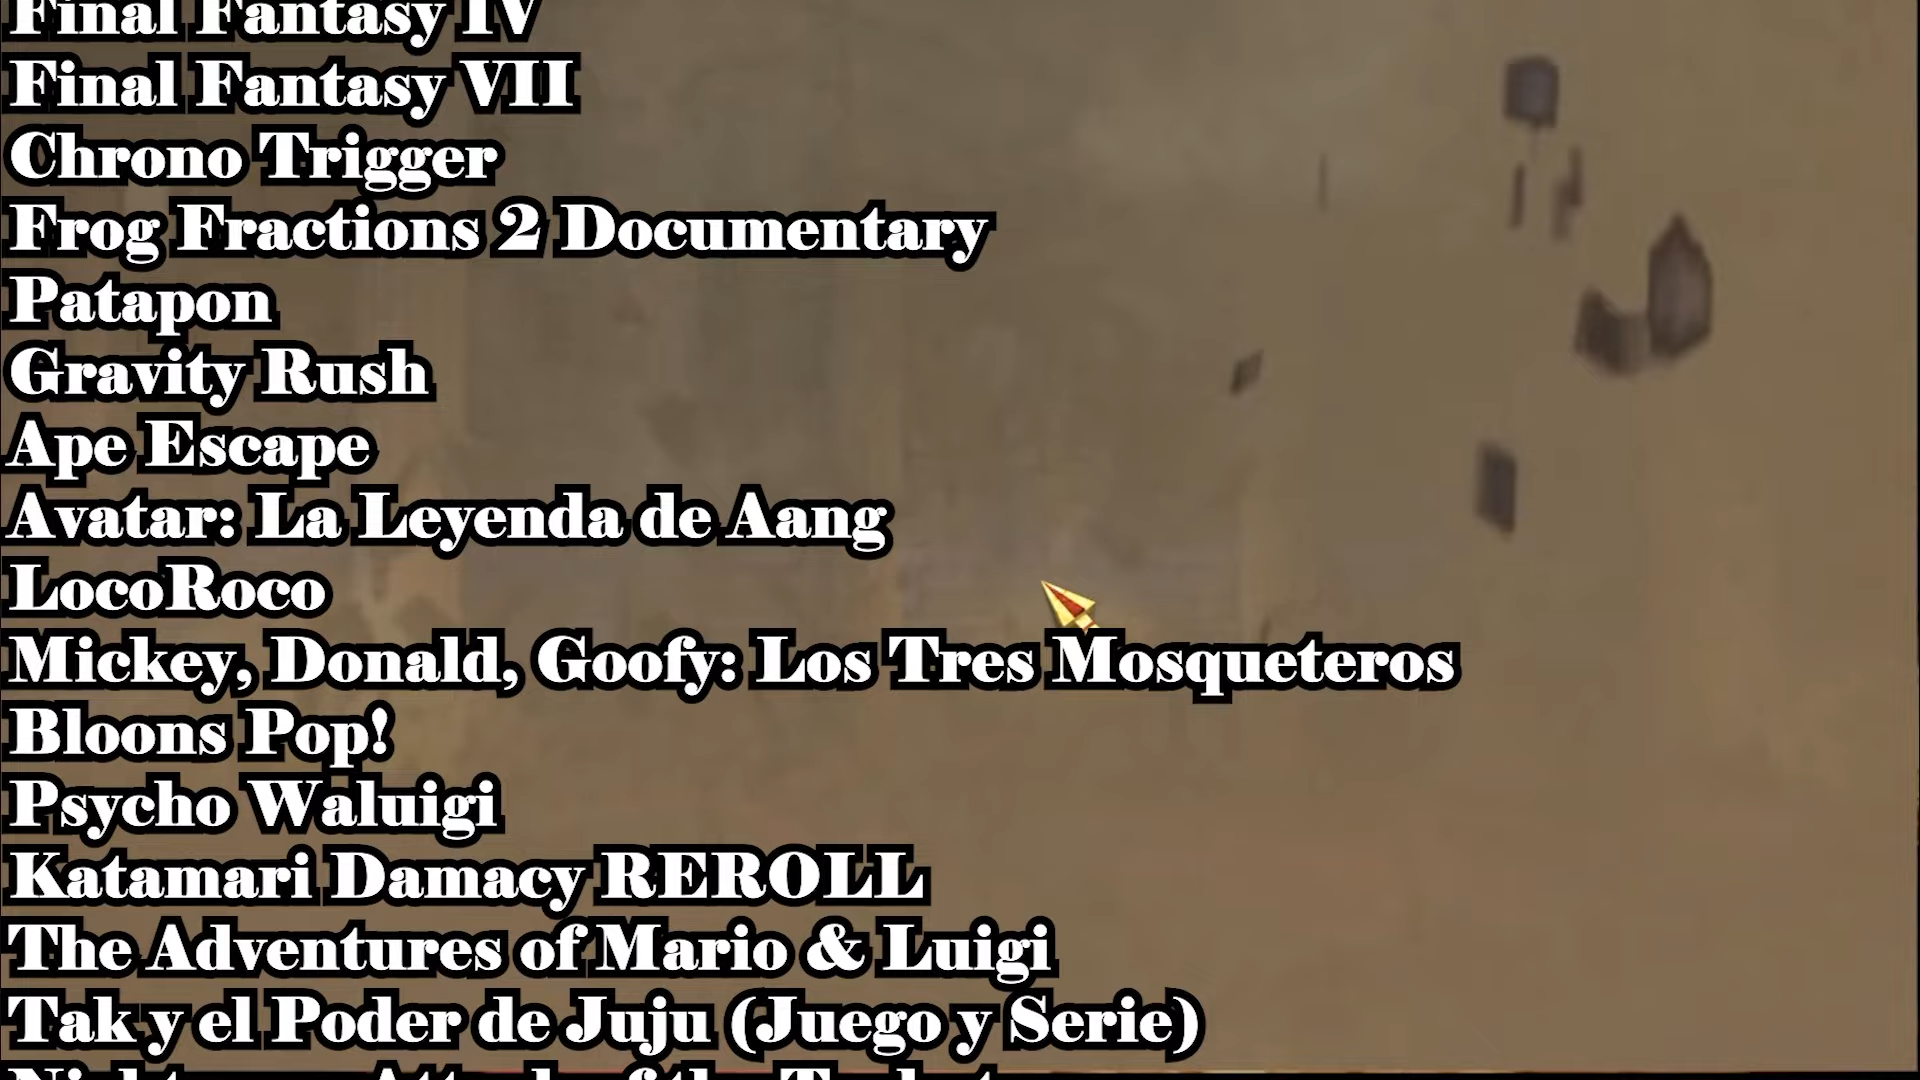 Final Fantasy IV
Final Fantasy VII
Chrono Trigger
Frog Fractions 2 Documentary
Patapon
Gravity Rush
Ape Escape
Avatar: La Leyenda de Aang
LocoRoco
Mickey, Donald, Goofy: Los Tres Mosqueteros
Bloons Pop!
Psycho Waluigi
Katamari Damacy REROLL
The Adventures of Mario & Luigi
Tak y el Poder de Juju (Juego y Serie)